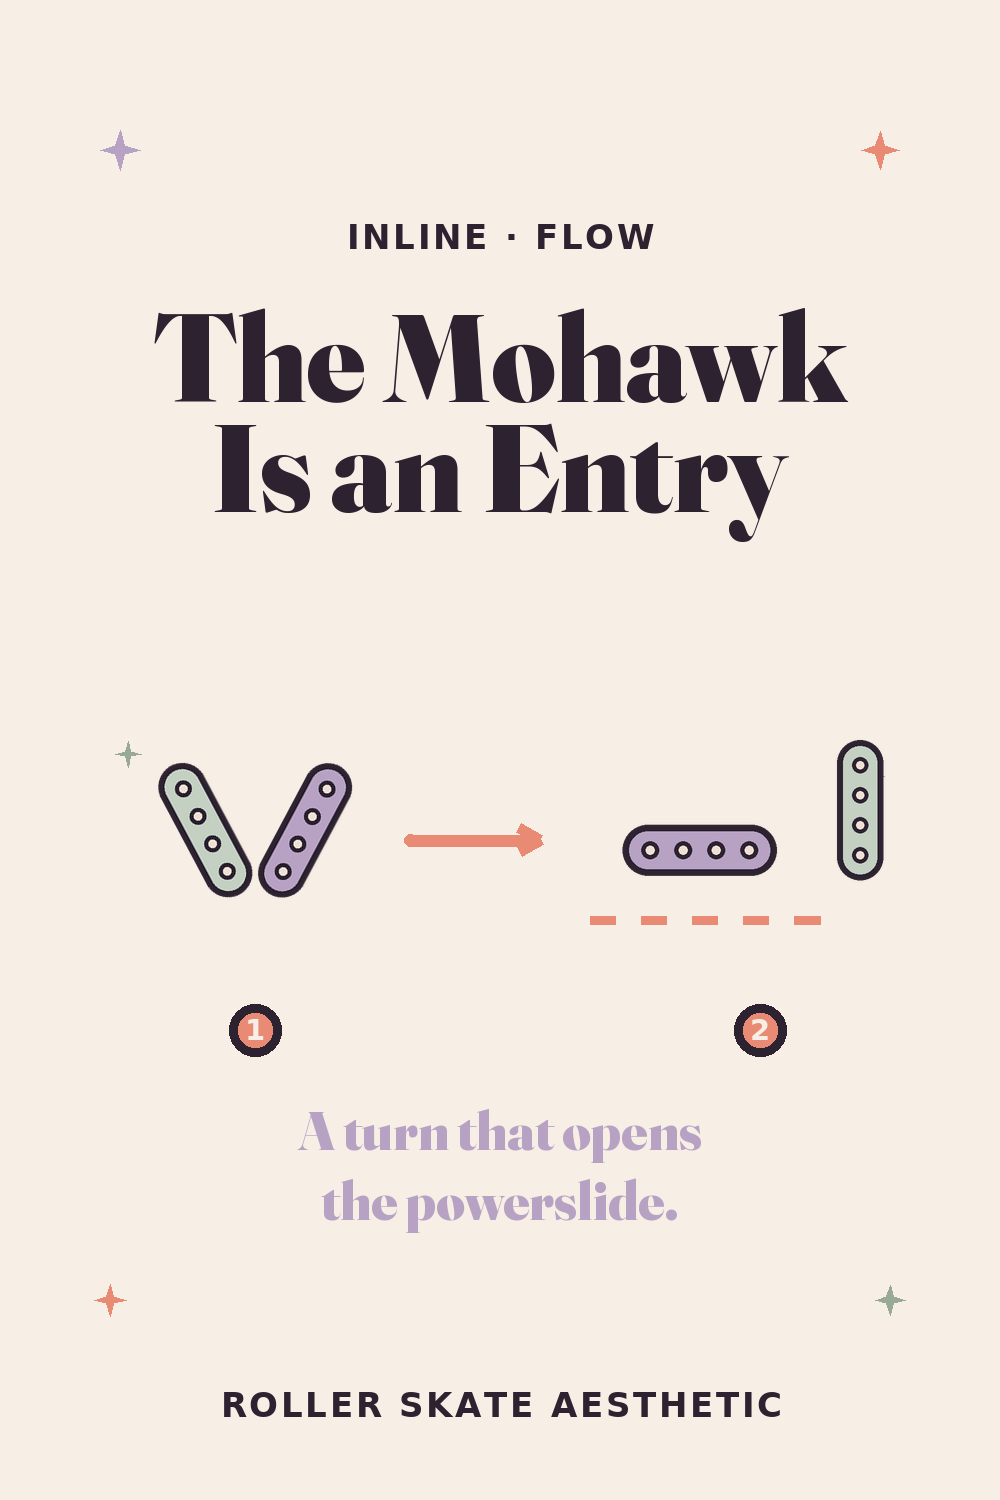 INLINE · FLOW
The Mohawk
Is an Entry
1
2
A turn that opens
the powerslide.
ROLLER SKATE AESTHETIC